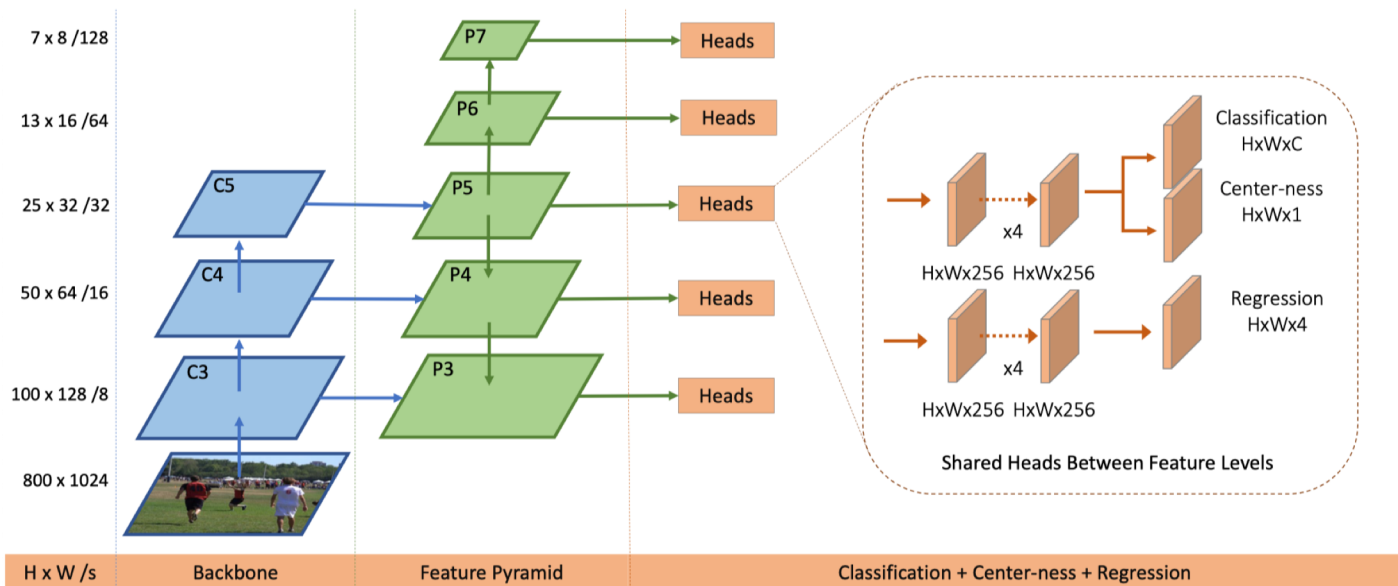 7 x 8 /128
13 x 16 /64
25 x 32 /32
50 x 64 /16
100 x 128 /8
800 x 1024
C5
C4
C3
P7
P6
P5
P4
P3
Heads
Heads
Heads
Heads
Heads
Classification
HxWxC
Center-ness
HxWx1
x4
HxWx256 HxWx256
Regression
HxWx4
x4
HxWx256 HxWx256
Shared Heads Between Feature Levels
H x W /s Backbone Feature Pyramid Classification + Center-ness + Regression